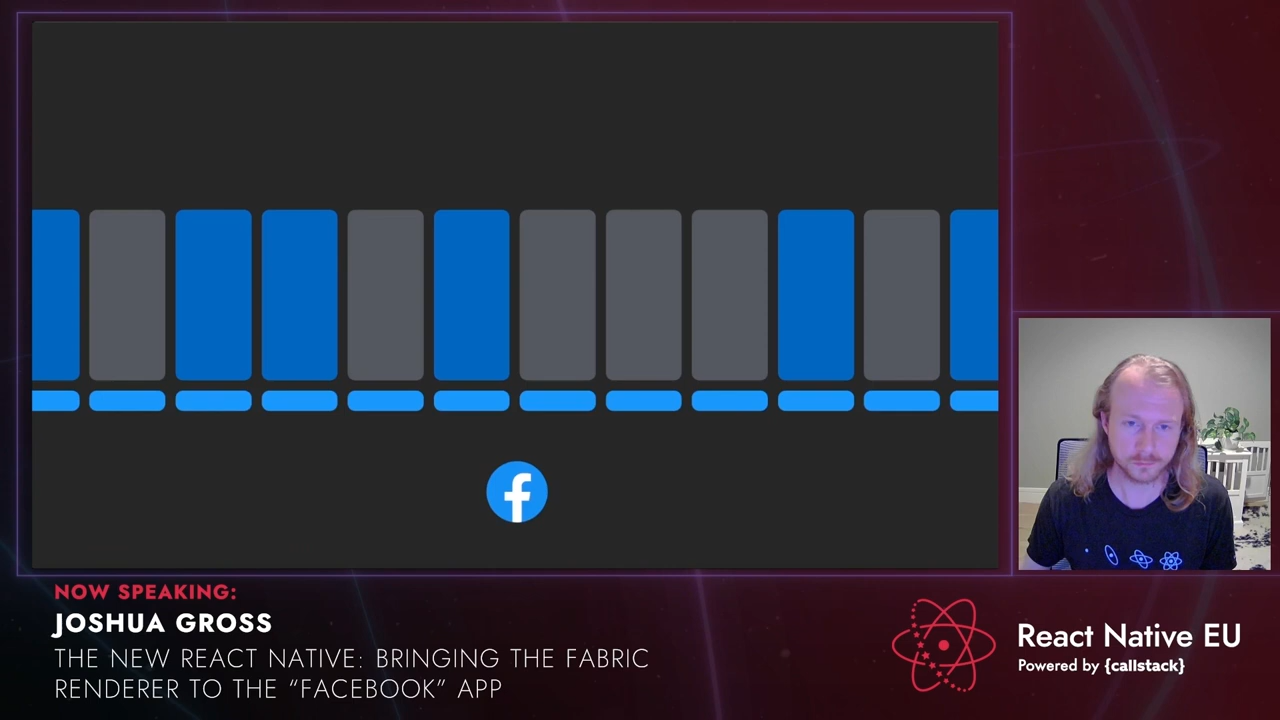 NOW SPEAKING:
JOSHUA GROSS
THE NEW REACT NATIVE: BRINGING THE FABRIC
RENDERER TO THE “FACEBOOK” APP
React Native EU
Powered by {callstack}